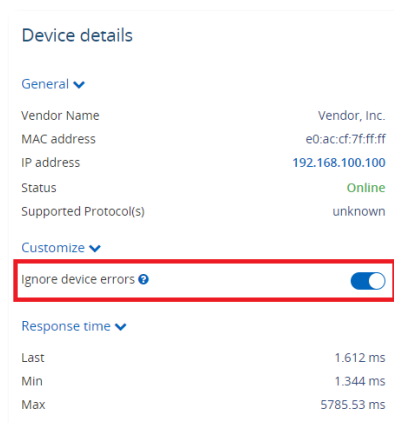 Device details
General
Vendor Name Vendor, Inc.
MAC address e0:ac:cf:7f:ff:ff
IP address 192.168.100.100
Status Online
Supported Protocol(s) unknown
Customize
Ignore device errors ?
Response time
Last 1.612 ms
Min 1.344 ms
Max 5785.53 ms